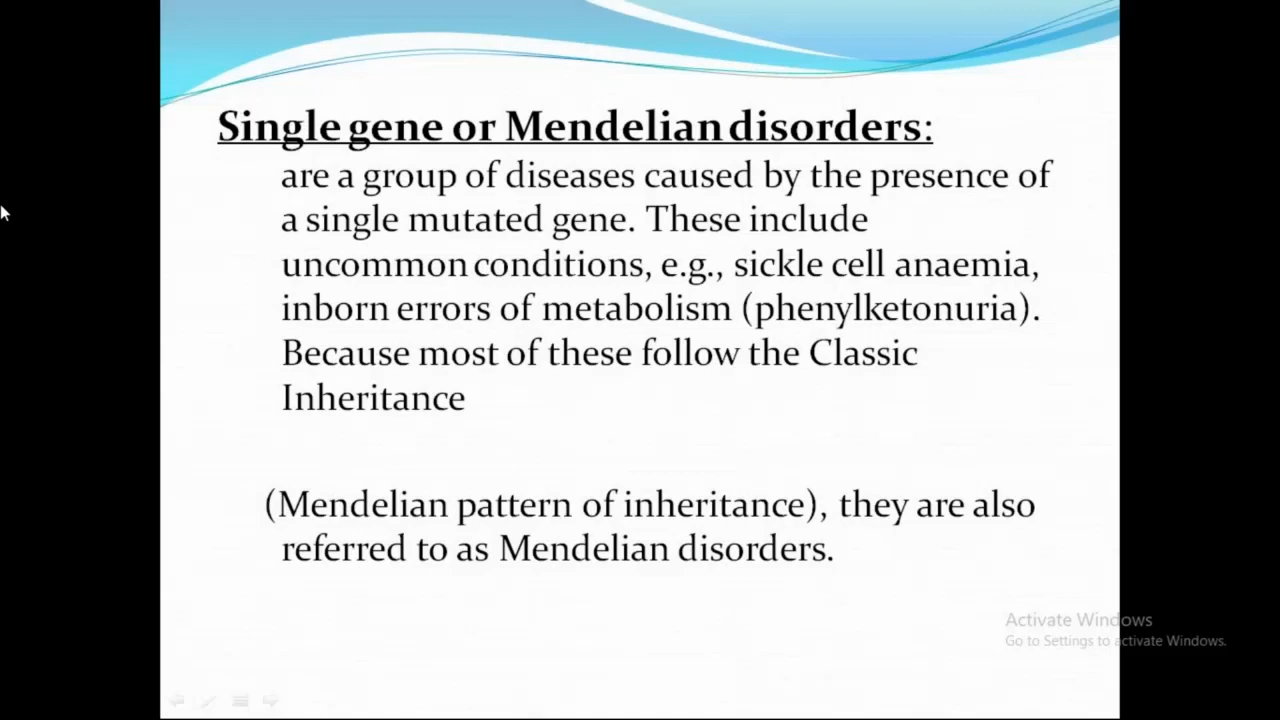 Single gene or Mendelian disorders:
are a group of diseases caused by the presence of
a single mutated gene. These include
uncommon conditions, e.g., sickle cell anaemia,
inborn errors of metabolism (phenylketonuria).
Because most of these follow the Classic
Inheritance
(Mendelian pattern of inheritance), they are also
referred to as Mendelian disorders.
Activate Windows
Go to Settings to activate Windows.